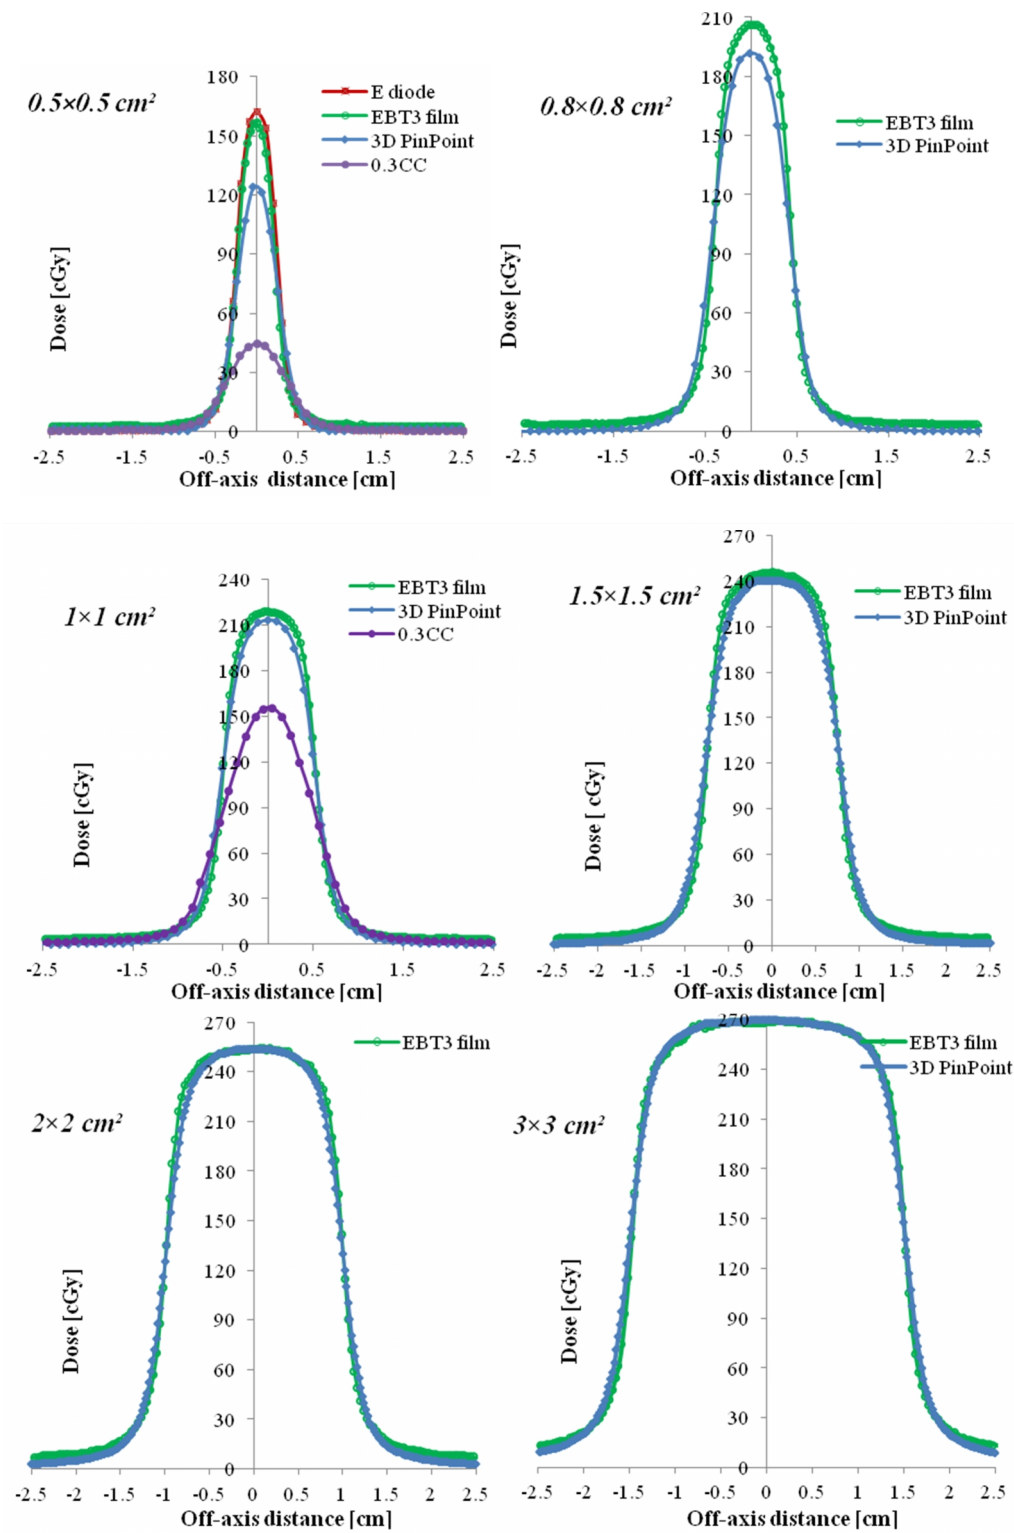 0.5×0.5 cm²
E diode
EBT3 film
3D PinPoint
0.3CC
180
150
120
90
60
30
0
Dose [cGy]
-2.5 -1.5 -0.5 0.5 1.5 2.5
Off-axis distance [cm]
0.8×0.8 cm²
EBT3 film
3D PinPoint
210
180
150
120
90
60
30
0
Dose [cGy]
-2.5 -1.5 -0.5 0.5 1.5 2.5
Off-axis distance [cm]
1×1 cm²
EBT3 film
3D PinPoint
0.3CC
240
210
180
150
120
90
60
30
0
Dose [cGy]
-2.5 -1.5 -0.5 0.5 1.5 2.5
Off-axis distance [cm]
1.5×1.5 cm²
EBT3 film
3D PinPoint
270
240
210
180
150
120
90
60
30
0
Dose [ cGy]
-2.5 -2 -1.5 -1 -0.5 0 0.5 1 1.5 2 2.5
Off-axis distance [cm]
2×2 cm²
EBT3 film
270
240
210
180
150
120
90
60
30
0
Dose [cGy]
-2.5 -2 -1.5 -1 -0.5 0 0.5 1 1.5 2 2.5
Off-axis distance [cm]
3×3 cm²
EBT3 film
3D PinPoint
270
240
210
180
150
120
90
60
30
0
Dose [cGy]
-2.5 -2 -1.5 -1 -0.5 0 0.5 1 1.5 2 2.5
Off-axis distance [cm]